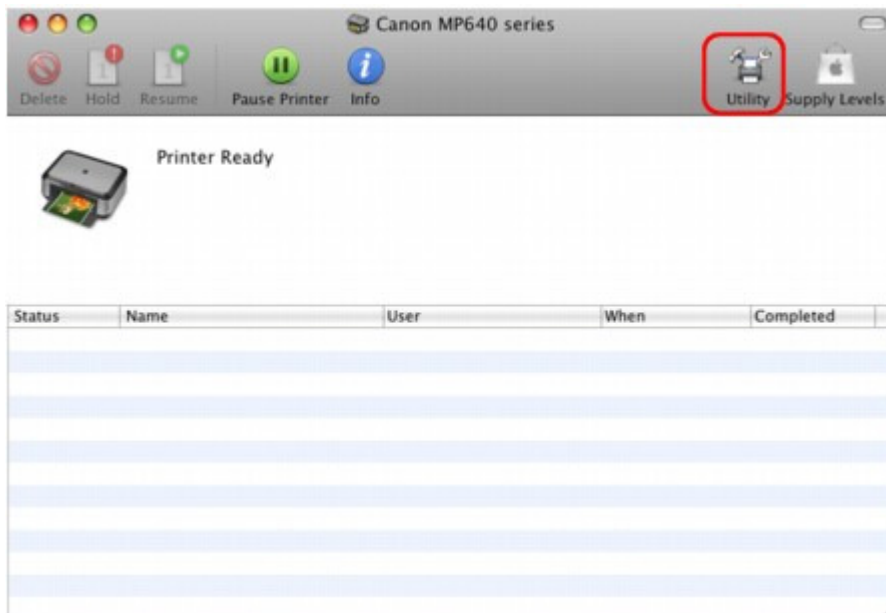 Canon MP640 series
Delete Hold Resume Pause Printer Info Utility Supply Levels
Printer Ready
Status Name User When Completed